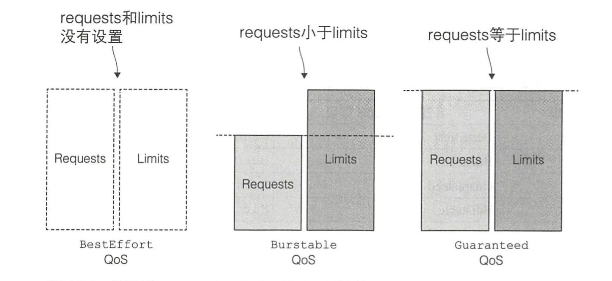 requests和limits
没有设置
requests小于limits
requests等于limits
Requests
Limits
Requests
Limits
Requests
Limits
BestEffort
QoS
Burstable
QoS
Guaranteed
QoS